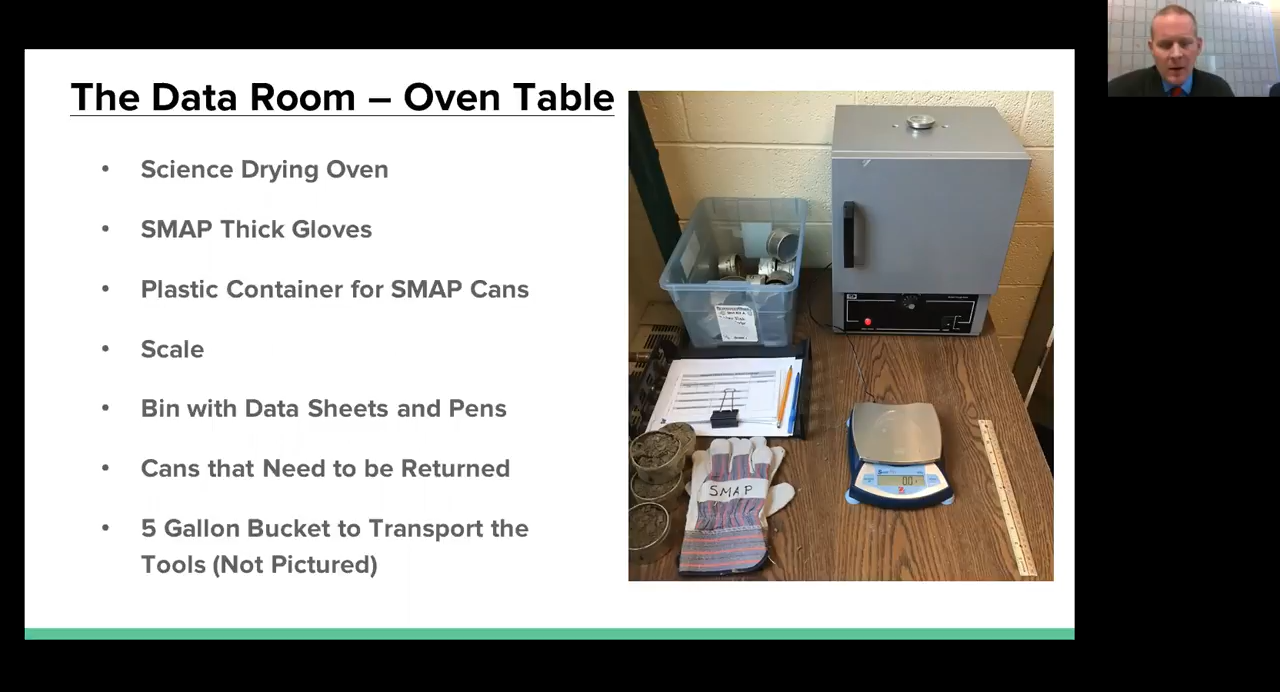 The Data Room – Oven Table
• Science Drying Oven
• SMAP Thick Gloves
• Plastic Container for SMAP Cans
• Scale
• Bin with Data Sheets and Pens
• Cans that Need to be Returned
• 5 Gallon Bucket to Transport the
Tools (Not Pictured)
SMAP
0.0